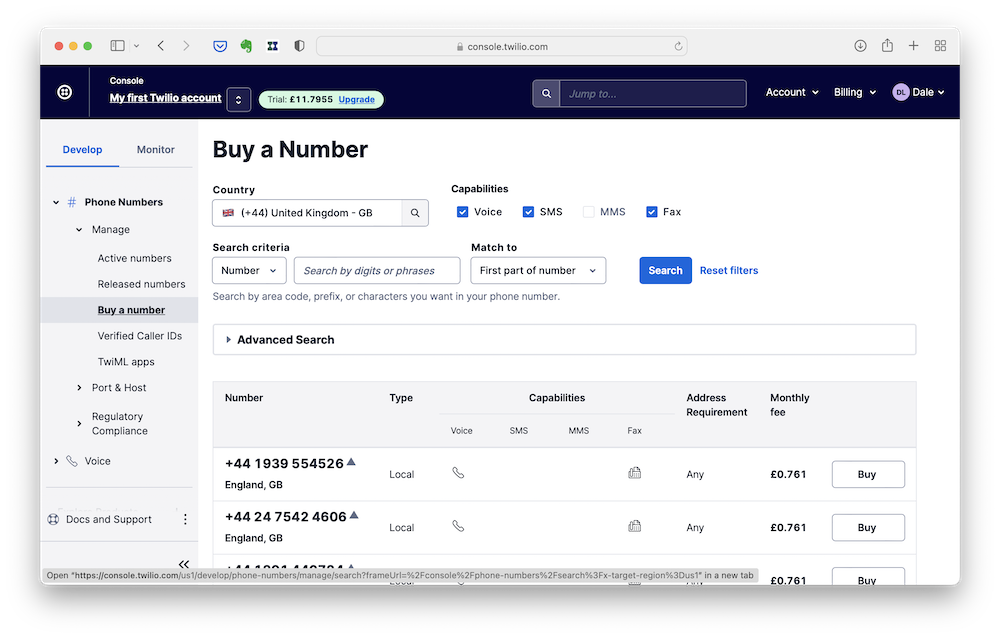 console.twilio.com
Console
My first Twilio account
Trial: £11.7955 Upgrade
Jump to...
Account
Billing
DL Dale
Develop
Monitor
Phone Numbers
Manage
Active numbers
Released numbers
Buy a number
Verified Caller IDs
TwiML apps
Port & Host
Regulatory
Compliance
Voice
Docs and Support
Buy a Number
Country
(+44) United Kingdom - GB
Capabilities
Voice SMS MMS Fax
Search criteria
Number
Search by digits or phrases
Match to
First part of number
Search
Reset filters
Search by area code, prefix, or characters you want in your phone number.
Advanced Search
Number Type Capabilities Address Requirement Monthly fee
Voice SMS MMS Fax
+44 1939 554526
England, GB
Local Any £0.761 Buy
+44 24 7542 4606
England, GB
Local Any £0.761 Buy
Local £0.761 Buy
Open "https://console.twilio.com/us1/develop/phone-numbers/manage/search?frameUrl=%2Fconsole%2Fphone-numbers%2Fsearch%3Fx-target-region%3Dus1" in a new tab